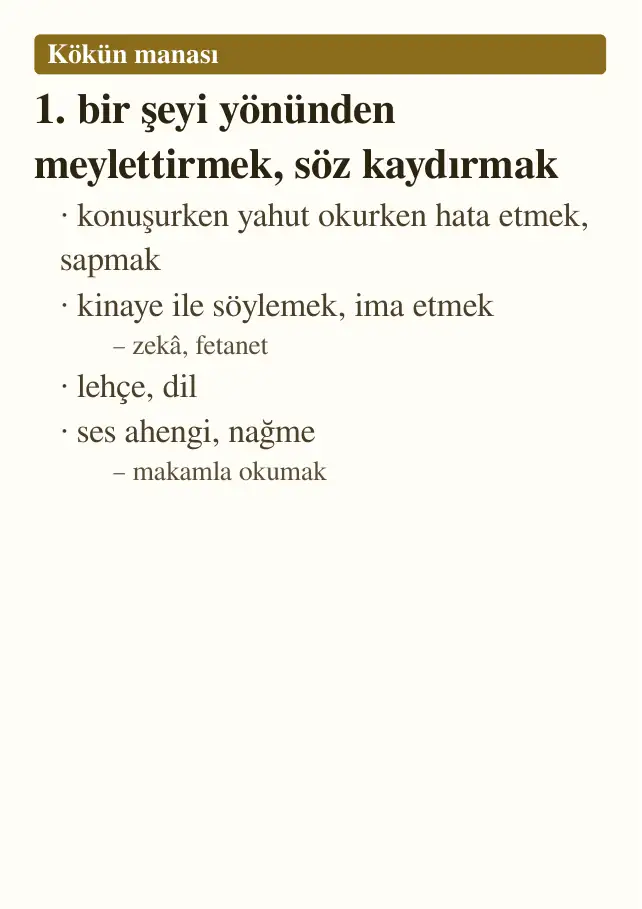 Kökün manası
1. bir şeyi yönünden
meylettirmek, söz kaydırmak
· konuşurken yahut okurken hata etmek,
sapmak
· kinaye ile söylemek, ima etmek
– zekâ, fetanet
· lehçe, dil
· ses ahengi, nağme
– makamla okumak